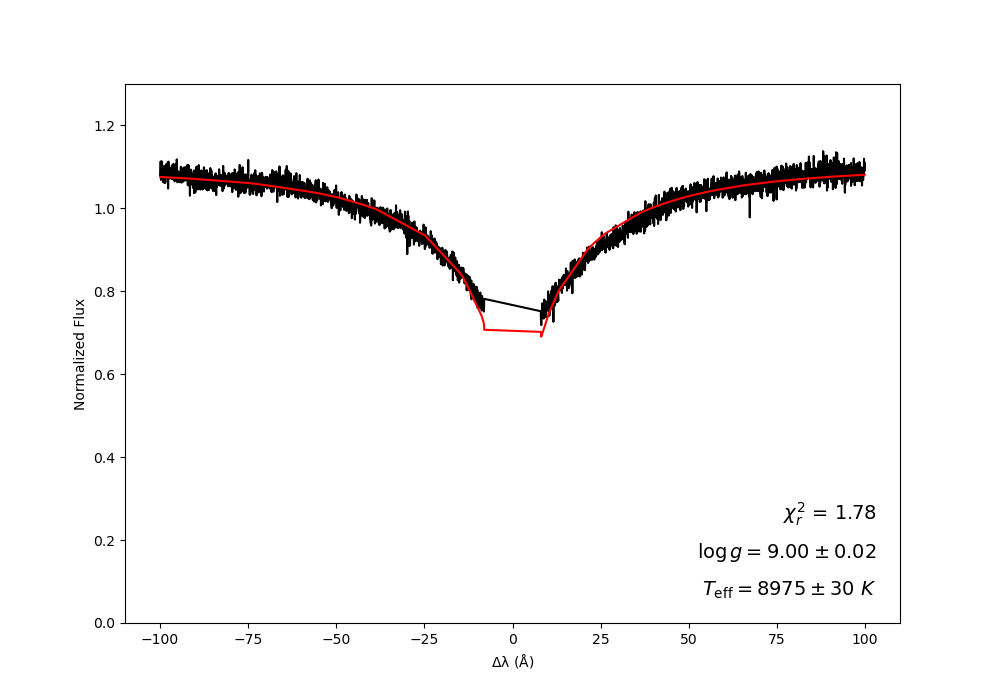 1.2
1.0
0.8
0.6
0.4
0.2
0.0
Normalized Flux
χ²ᵣ = 1.78
log g = 9.00 ± 0.02
T_eff = 8975 ± 30 K
−100 −75 −50 −25 0 25 50 75 100
Δλ (Å)